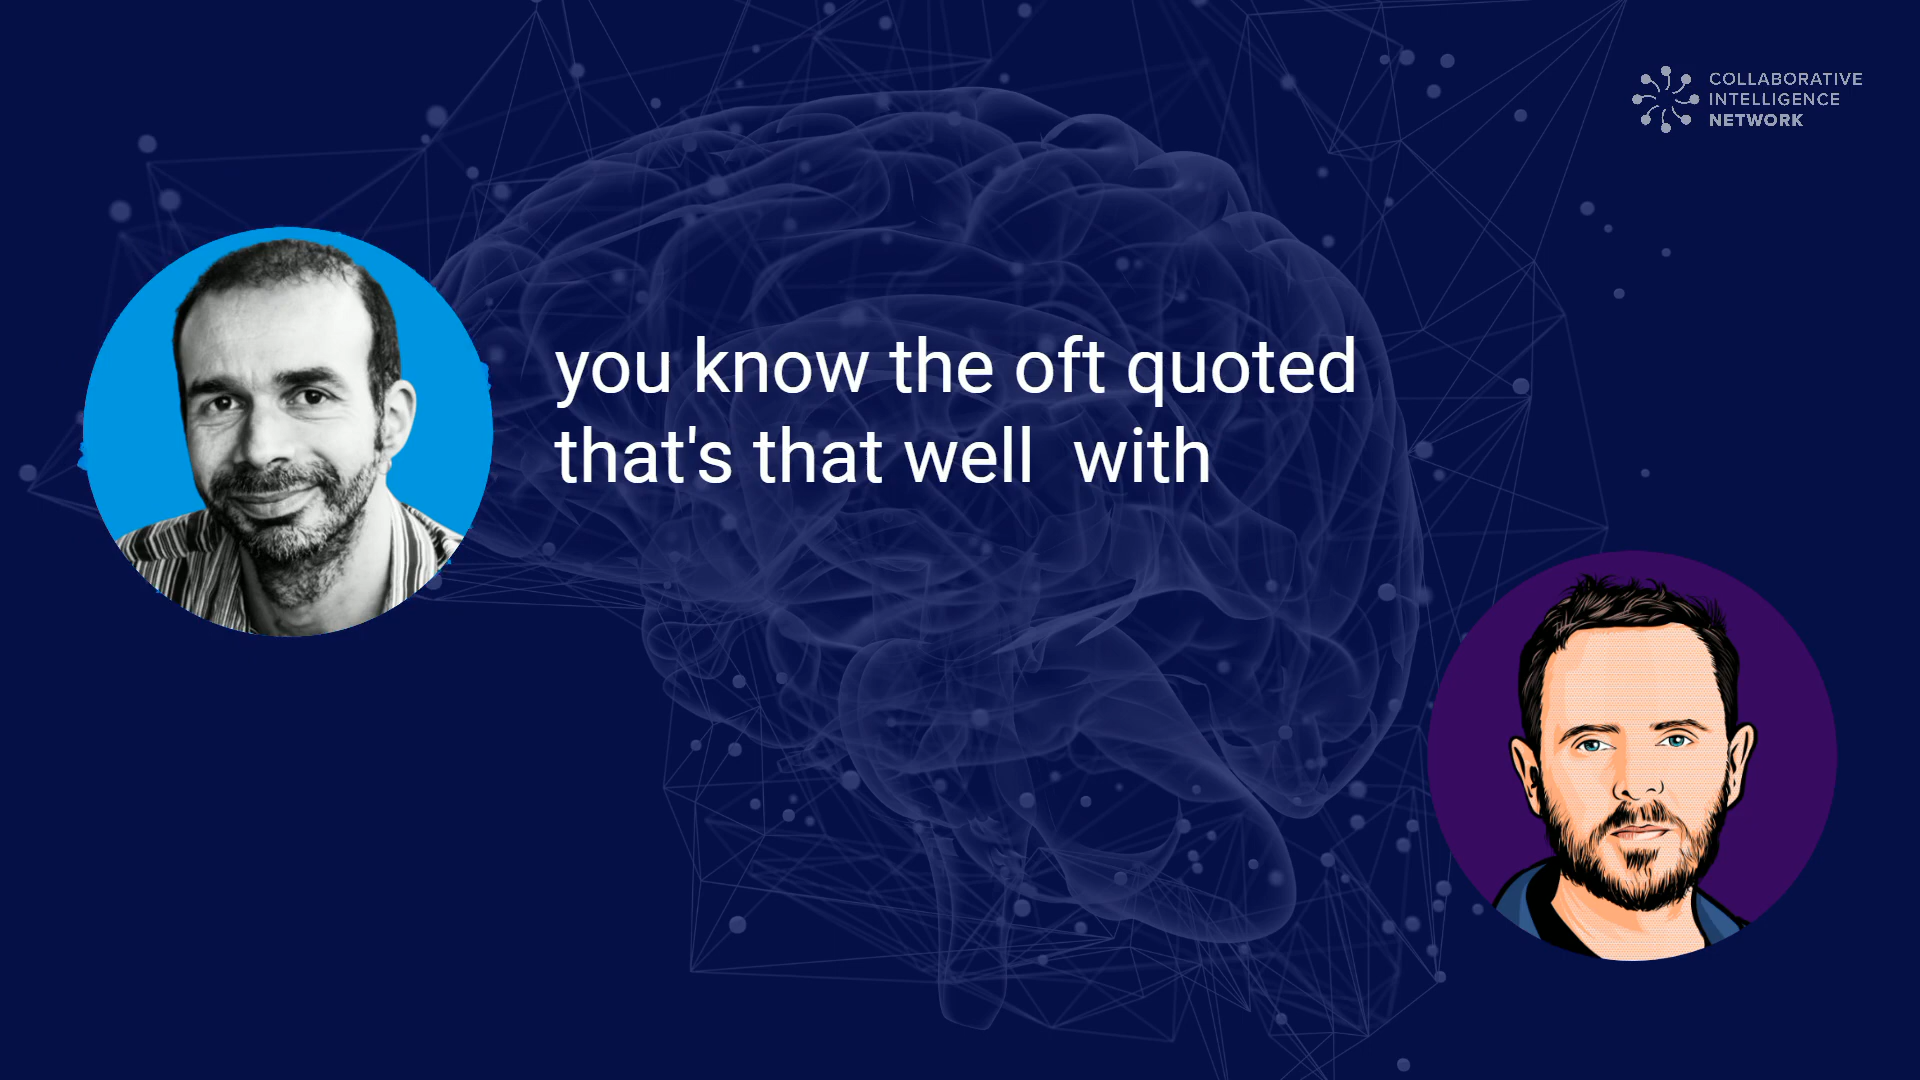 COLLABORATIVE
INTELLIGENCE
NETWORK
you know the oft quoted
that's that well  with